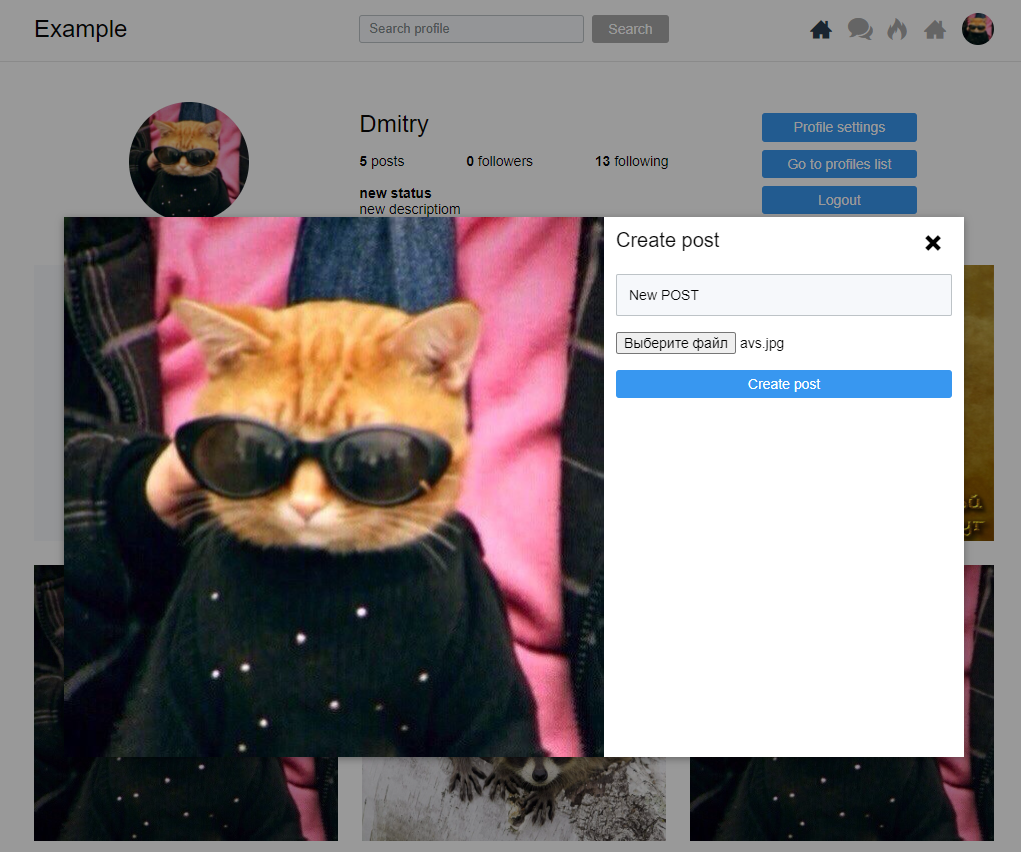 Example
Search profile
Search
Dmitry
5 posts 0 followers 13 following
new status
new descriptiom
Profile settings
Go to profiles list
Logout
Create post
New POST
Выберите файл avs.jpg
Create post